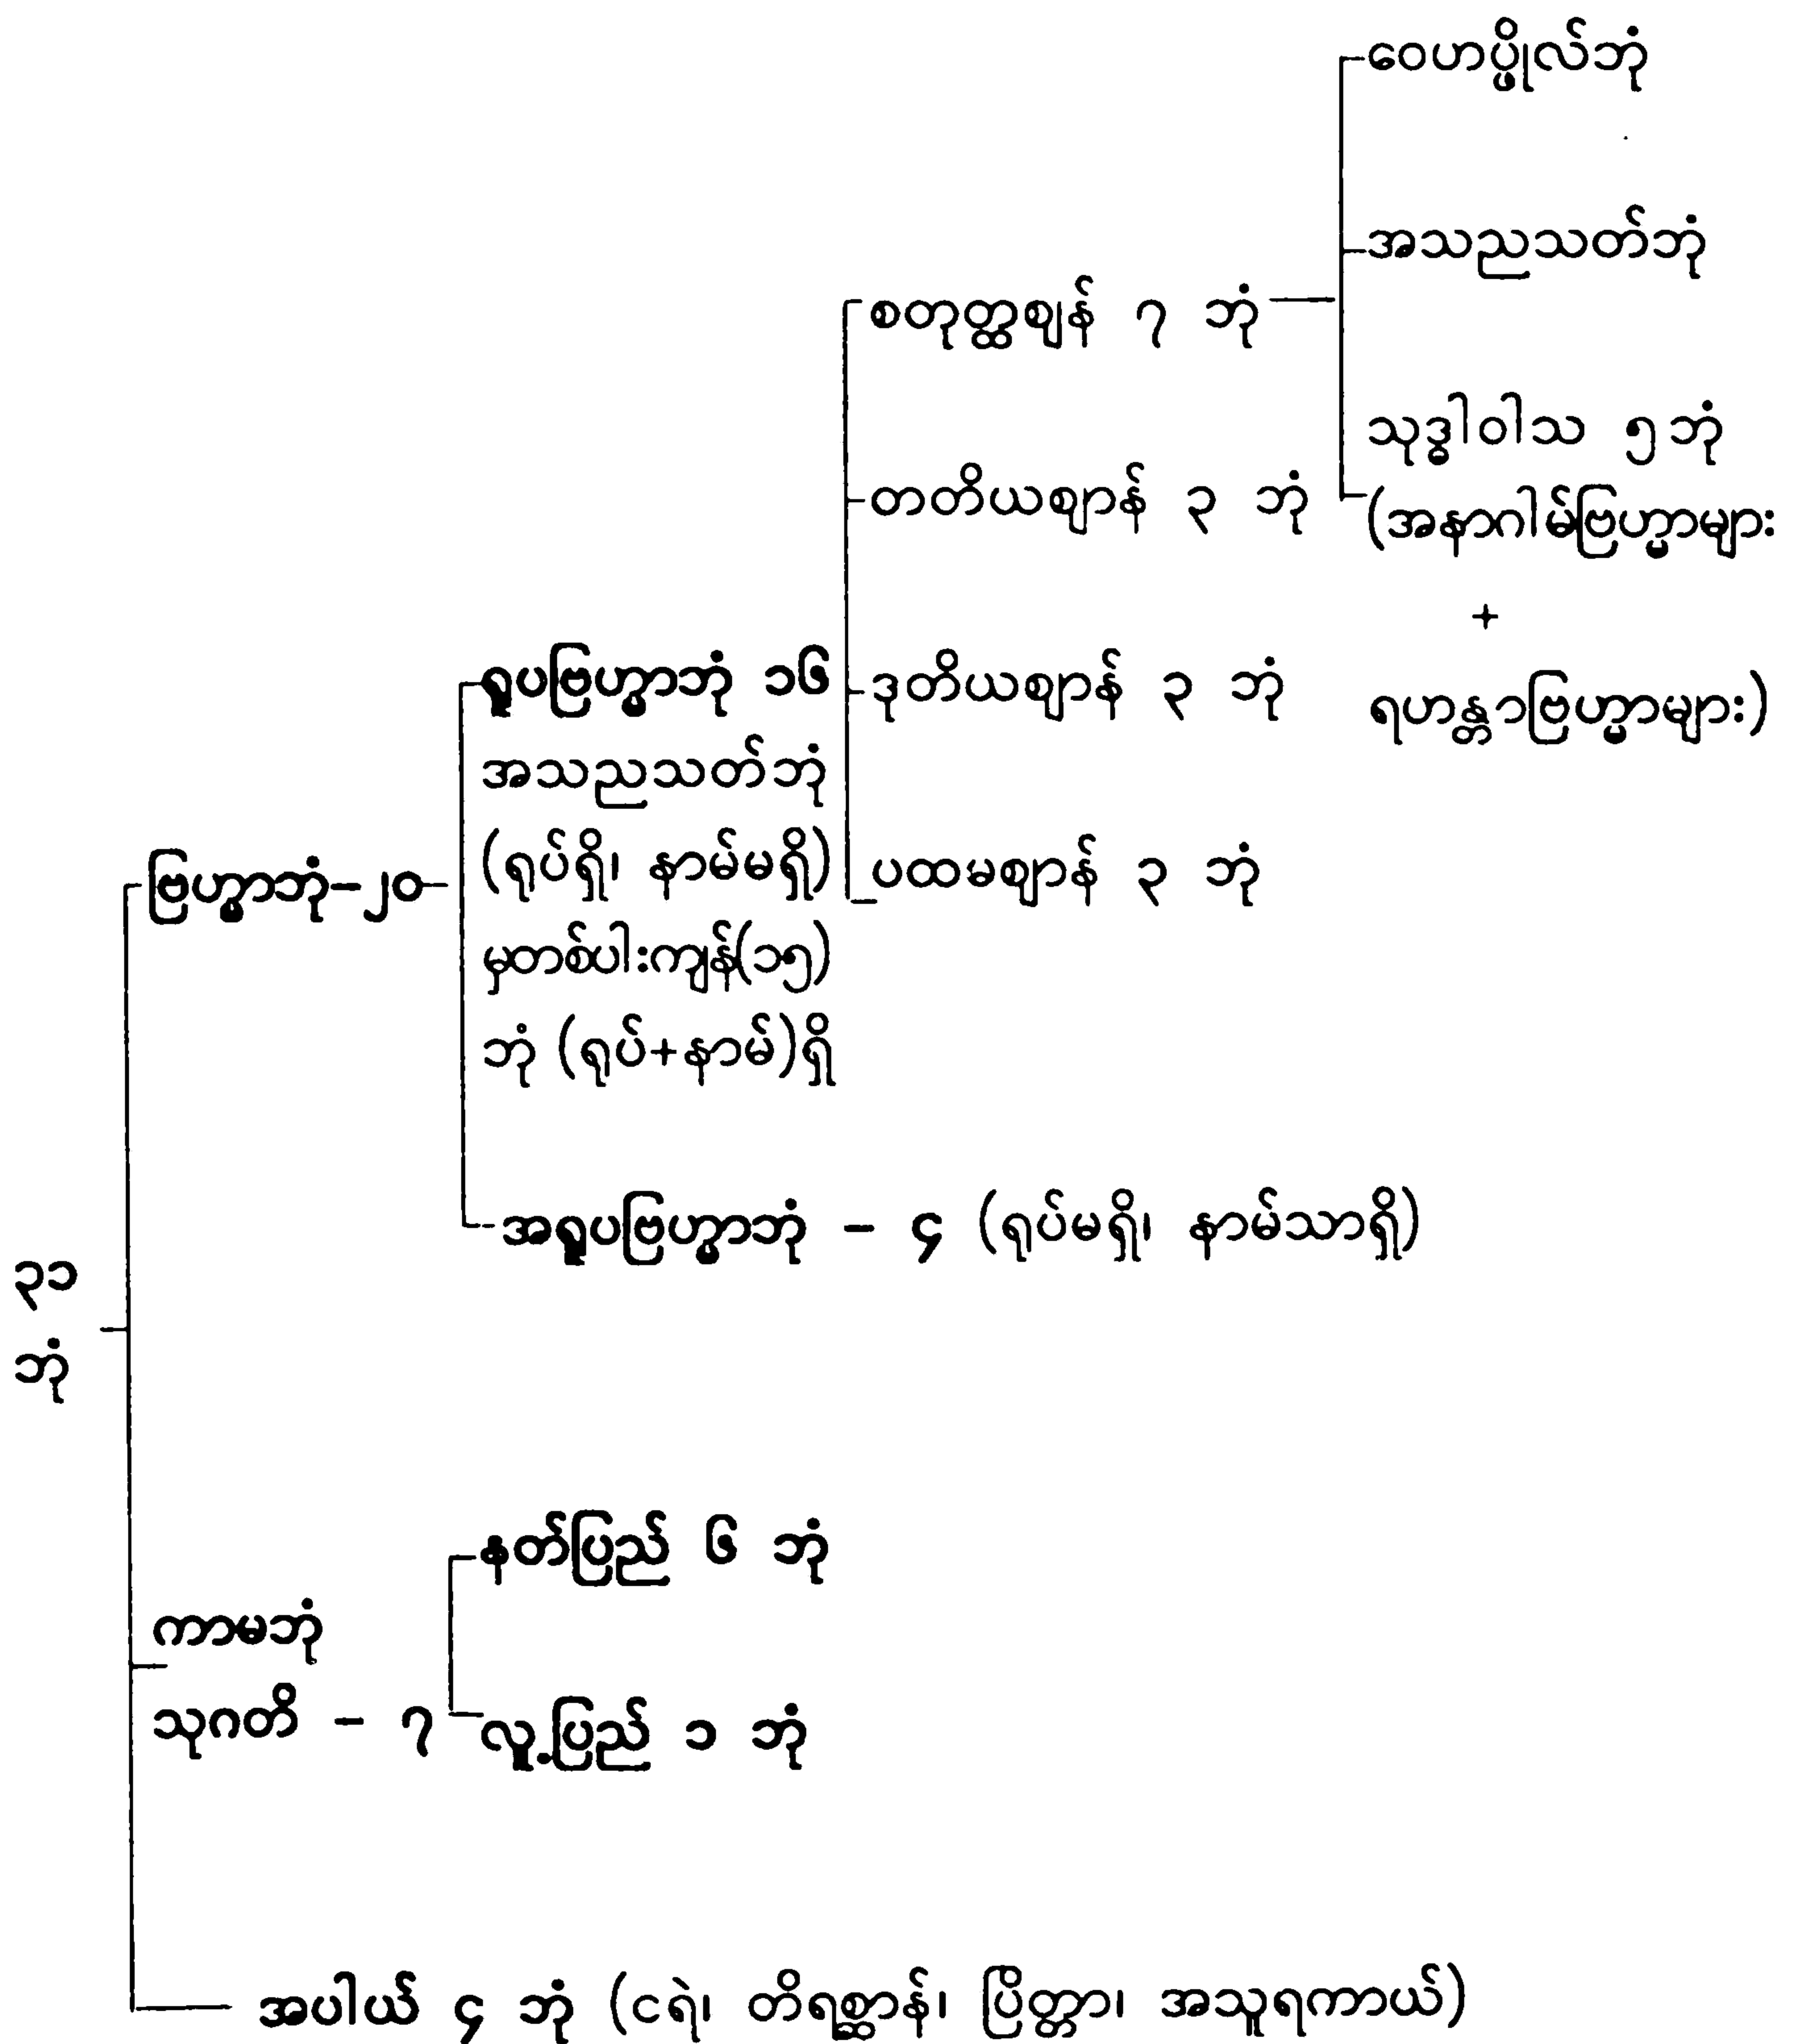 ဝေဟပ္ဖိုလ်ဘုံ
အသညသတ်ဘုံ
စတုတ္ထဈာန် ၇ ဘုံ
သုဒ္ဓါဝါသ ၅ဘုံ
တတိယဈာန် ၃ ဘုံ
(အနာဂါမ်ဗြဟ္မာများ
+
ရူပဗြဟ္မာဘုံ ၁၆
ဒုတိယဈာန် ၃ ဘုံ
ရဟန္တာဗြဟ္မာများ)
အသညသတ်ဘုံ
(ရုပ်ရှိ၊ နာမ်မရှိ)
ပထမဈာန် ၃ ဘုံ
ဗြဟ္မာဘုံ-၂၀
မှတစ်ပါးကျန်(၁၅)
ဘုံ (ရုပ်+နာမ်)ရှိ
အရူပဗြဟ္မာဘုံ - ၄ (ရုပ်မရှိ၊ နာမ်သာရှိ)
၃၁
ဘုံ
နတ်ပြည် ၆ ဘုံ
ကာမဘုံ
သုဂတိ - ၇
လူ့ပြည် ၁ ဘုံ
အပါယ် ၄ ဘုံ (ငရဲ၊ တိရစ္ဆာန်၊ ပြိတ္တာ၊ အသူရကာယ်)